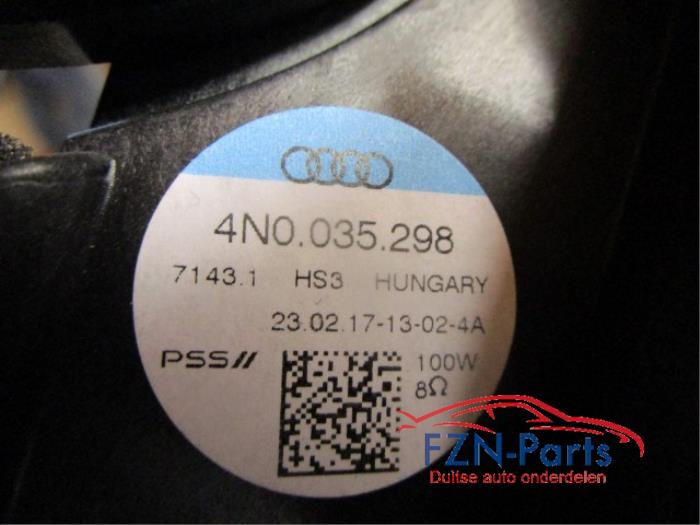 4N0.035.298
7143.1 HS3 HUNGARY
23.02.17-13-02-4A
PSS//
100W
8Ω
FZN-Parts
Duitse auto onderdelen